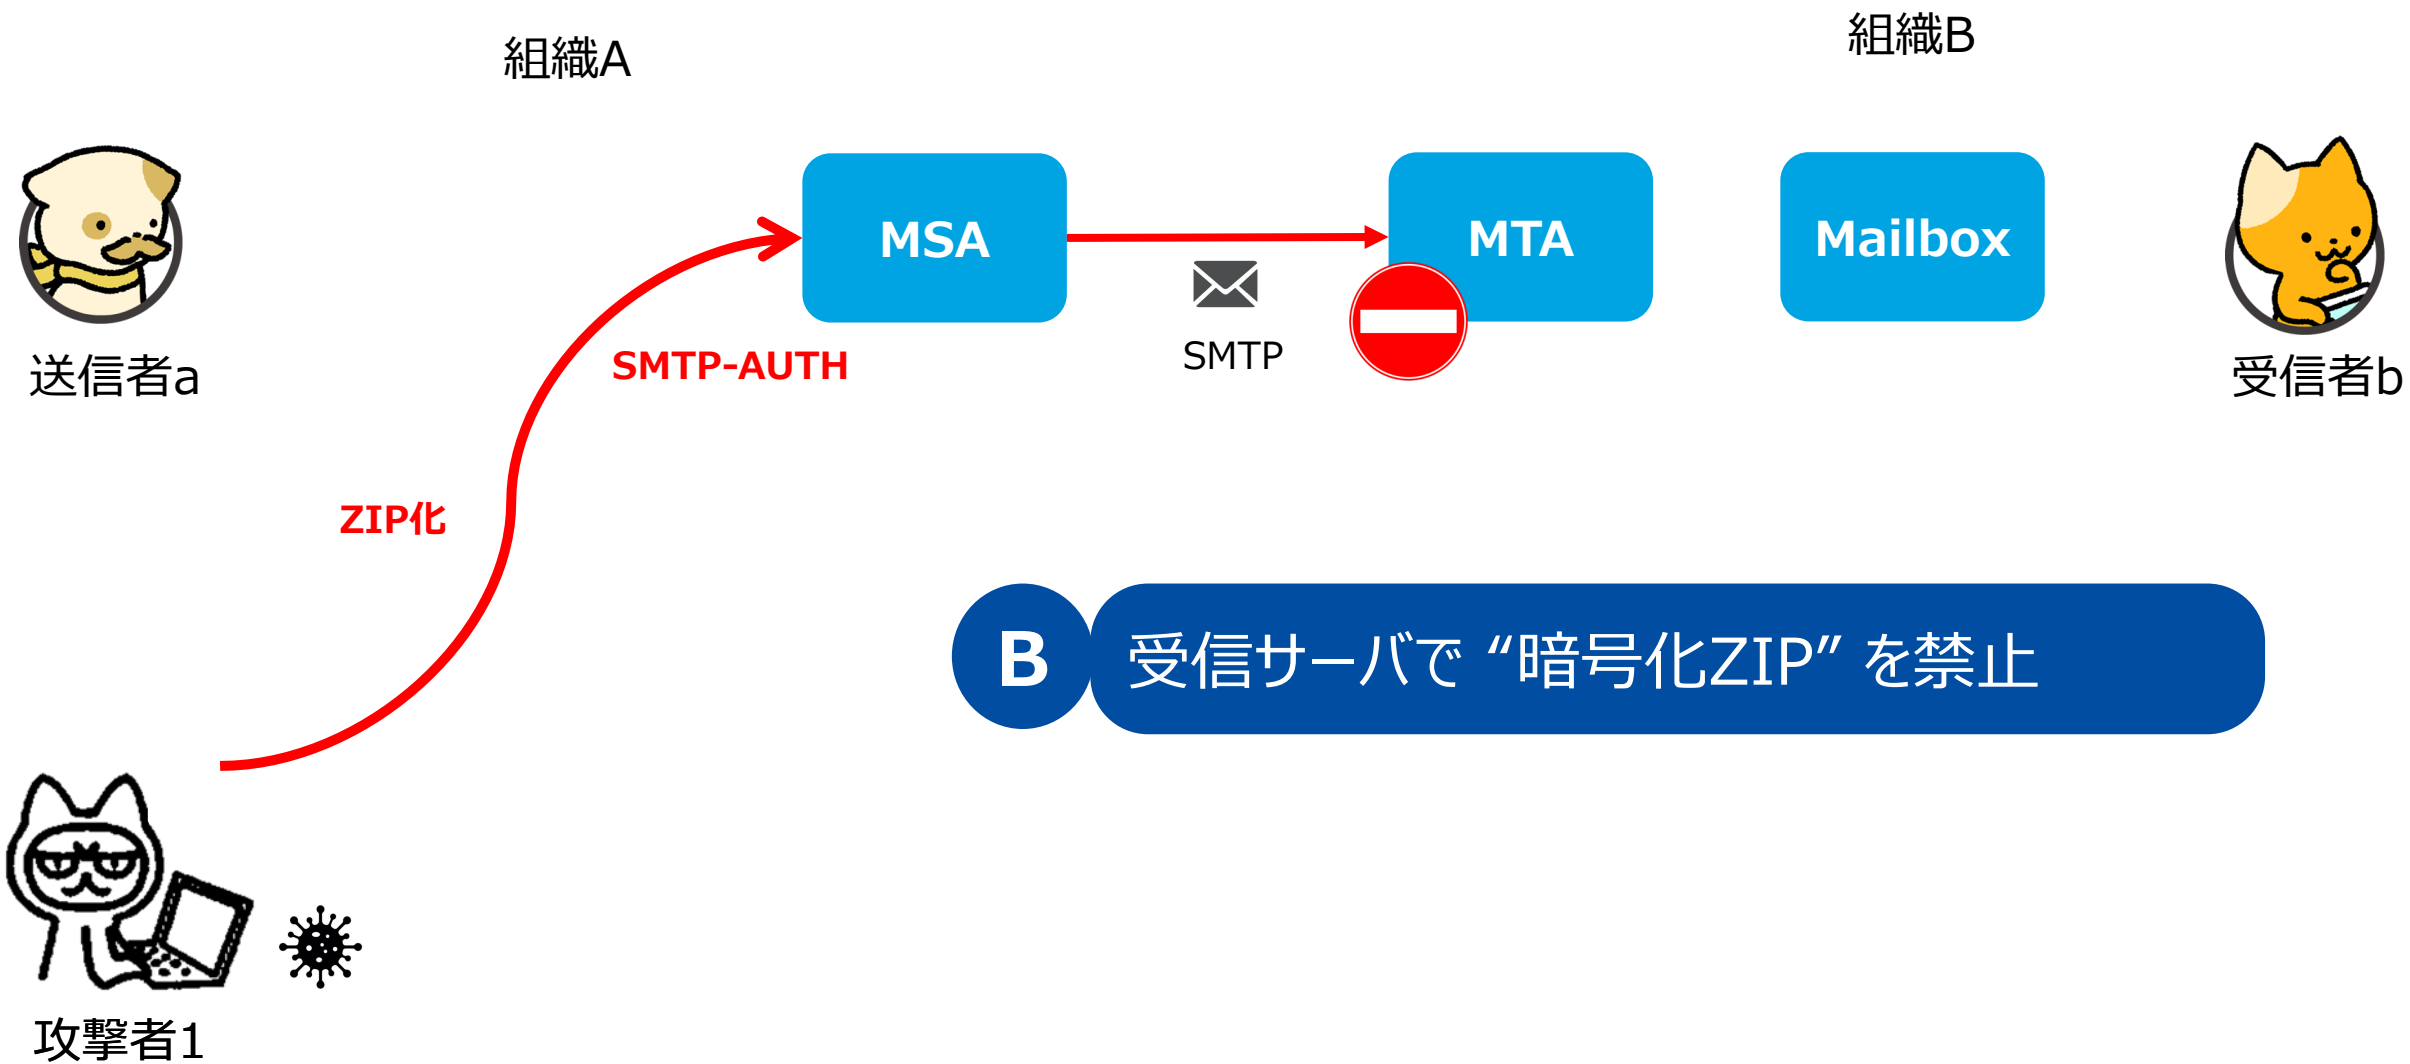 組織A
組織B
MSA
MTA
Mailbox
SMTP
SMTP-AUTH
送信者a
受信者b
ZIP化
B
受信サーバで “暗号化ZIP” を禁止
攻撃者1